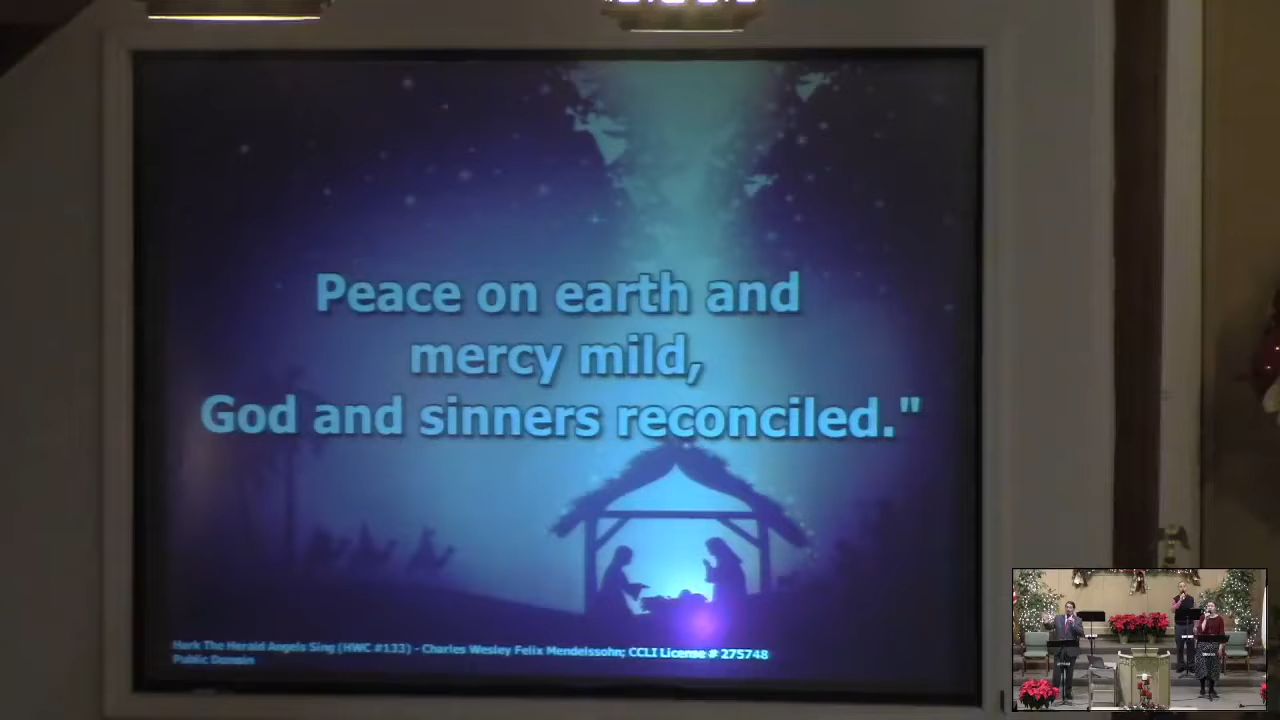 Peace on earth and
mercy mild,
God and sinners reconciled."
Hark The Herald Angels Sing (HWC #133) - Charles Wesley Felix Mendelssohn; CCLI License # 275748
Public Domain